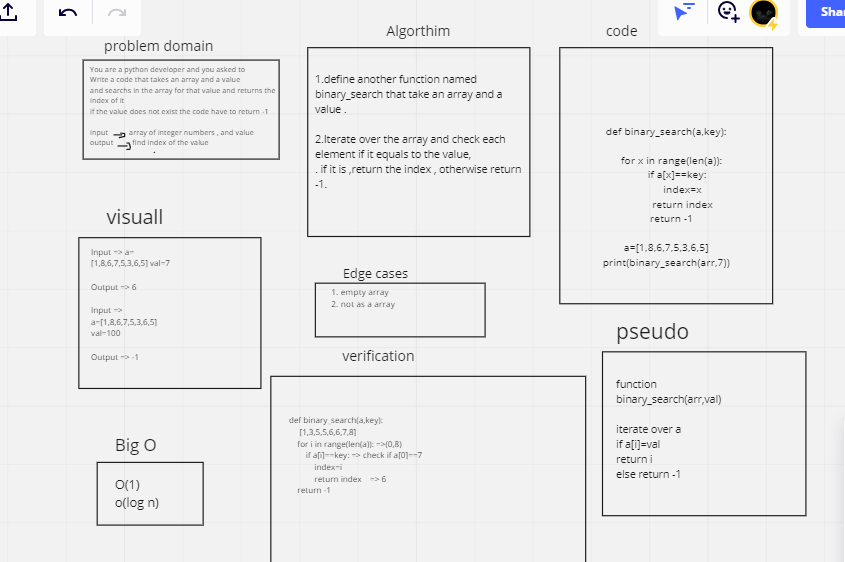 Shar
problem domain
You are a python developer and you asked to
Write a code that takes an array and a value
and searchs in the array for that value and returns the
index of it
if the value does not exist the code have to return -1
input array of integer numbers , and value
output find index of the value
Algorthim
1.define another function named
binary_search that take an array and a
value .
2.Iterate over the array and check each
element if it equals to the value,
. if it is ,return the index , otherwise return
-1.
code
def binary_search(a,key):
for x in range(len(a)):
if a[x]==key:
index=x
return index
return -1
a=[1,8,6,7,5,3,6,5]
print(binary_search(arr,7))
visuall
Input => a=
[1,8,6,7,5,3,6,5] val=7
Output => 6
Input =>
a=[1,8,6,7,5,3,6,5]
val=100
Output => -1
Edge cases
1. empty array
2. not as a array
verification
def binary_search(a,key):
[1,3,5,5,6,6,7,8]
for i in range(len(a)): =>(0,8)
if a[i]==key: => check if a[0]==7
index=i
return index => 6
return -1
pseudo
function
binary_search(arr,val)
iterate over a
if a[i]=val
return i
else return -1
Big O
O(1)
o(log n)